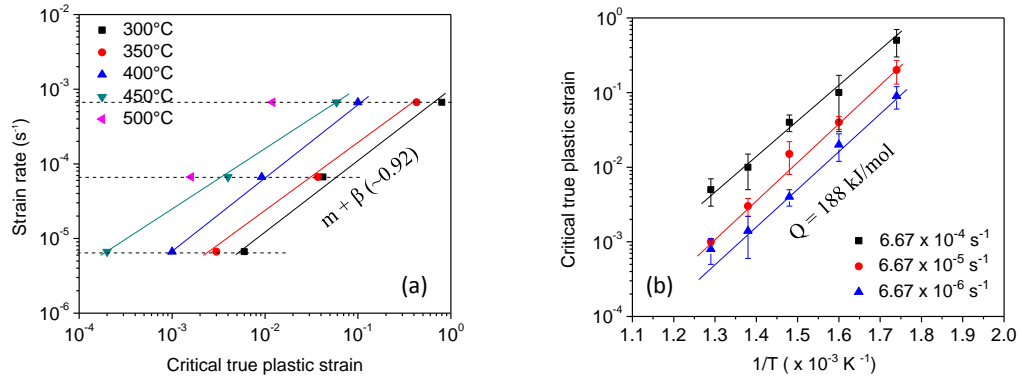 10⁻²
10⁻³
10⁻⁴
10⁻⁵
10⁻⁶
Strain rate (s⁻¹)
300°C
350°C
400°C
450°C
500°C
m + β (~0.92)
(a)
10⁻⁴ 10⁻³ 10⁻² 10⁻¹ 10⁰
Critical true plastic strain
10⁰
10⁻¹
10⁻²
10⁻³
10⁻⁴
Critical true plastic strain
Q = 188 kJ/mol
6.67 x 10⁻⁴ s⁻¹
6.67 x 10⁻⁵ s⁻¹
6.67 x 10⁻⁶ s⁻¹
(b)
1.1 1.2 1.3 1.4 1.5 1.6 1.7 1.8 1.9 2.0
1/T ( x 10⁻³ K⁻¹)